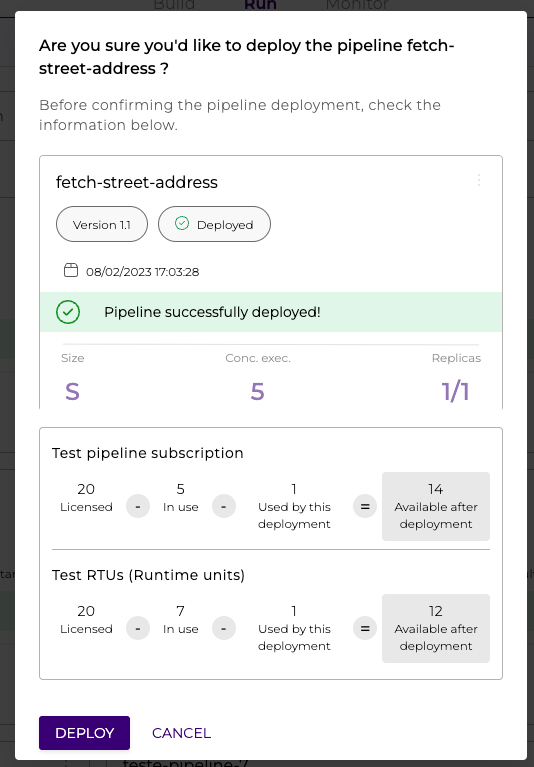 Build Run Monitor
Are you sure you'd like to deploy the pipeline fetch-
street-address ?
Before confirming the pipeline deployment, check the
information below.
fetch-street-address
Version 1.1 Deployed
08/02/2023 17:03:28
Pipeline successfully deployed!
Size Conc. exec. Replicas
S 5 1/1
Test pipeline subscription
20 5 1 14
Licensed - In use - Used by this = Available after
deployment deployment
Test RTUs (Runtime units)
20 7 1 12
Licensed - In use - Used by this = Available after
deployment deployment
DEPLOY CANCEL
teste-pipeline-7